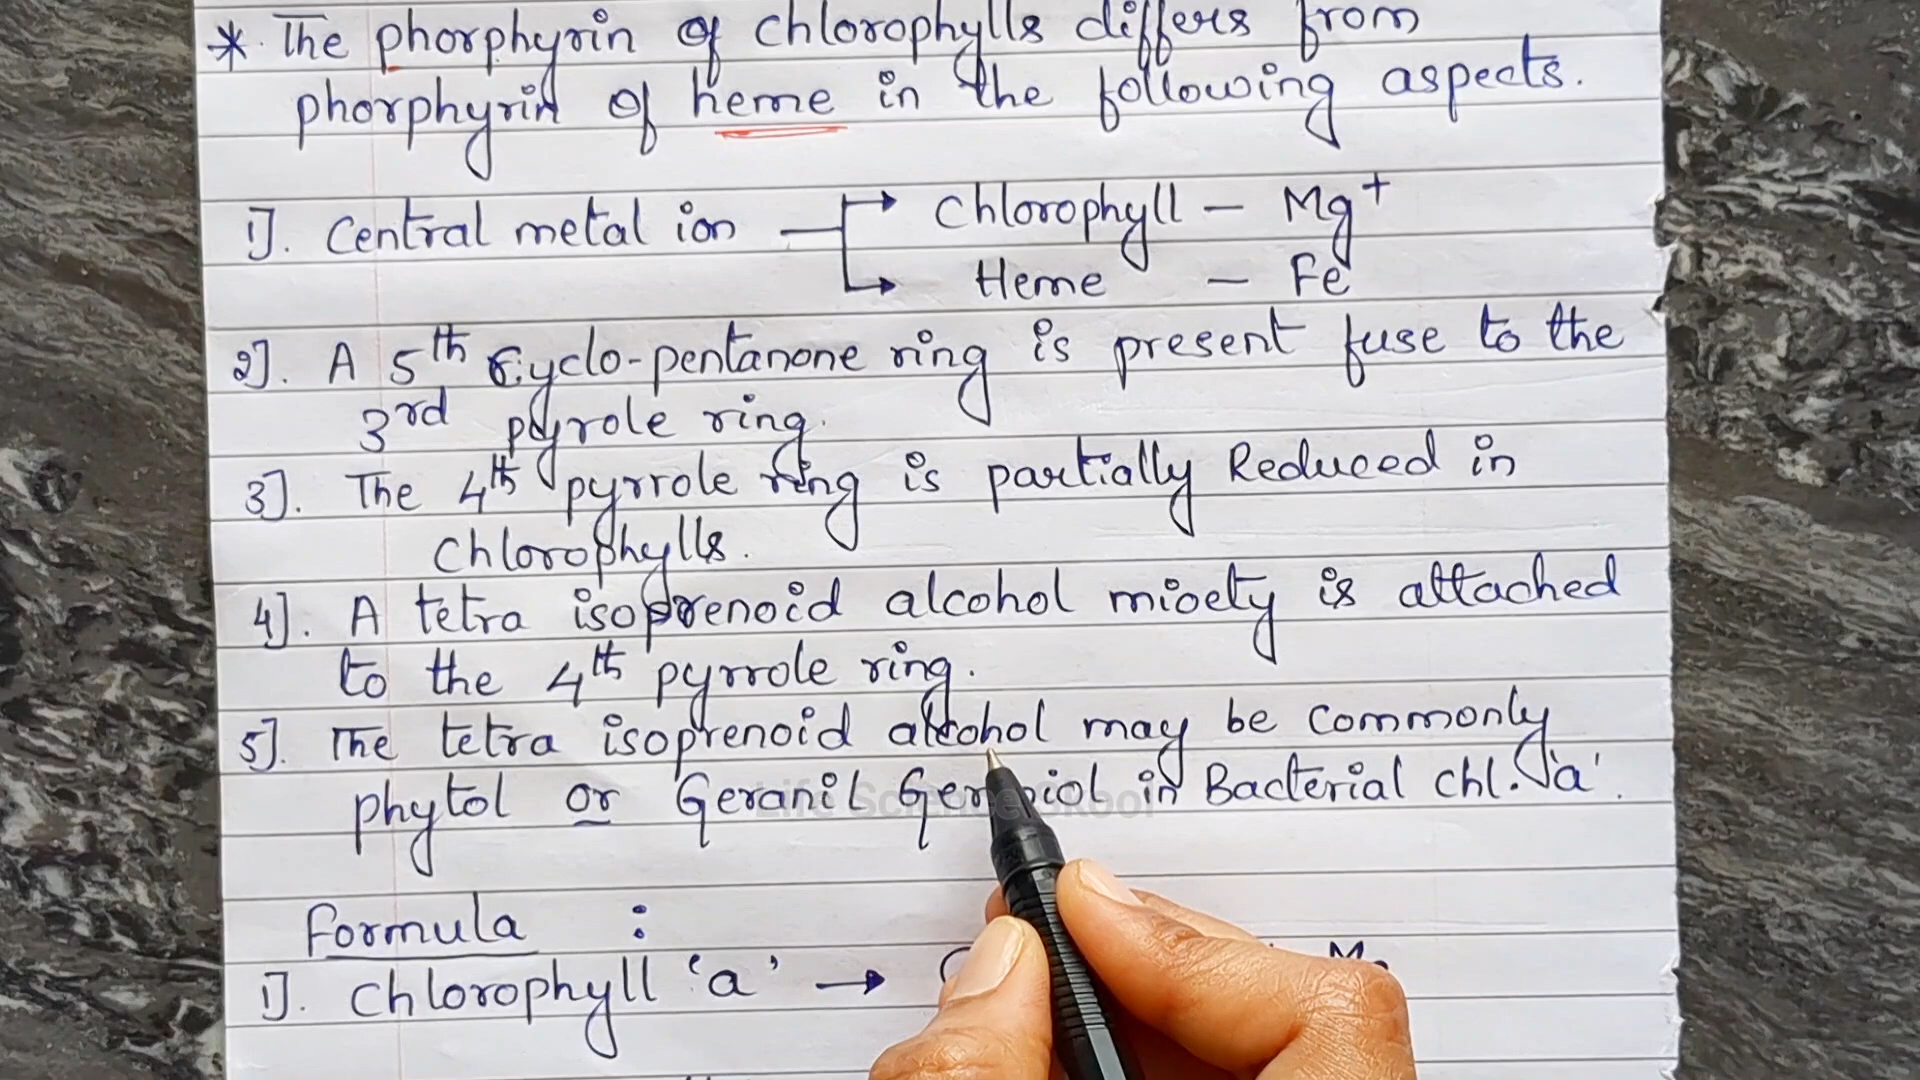 * The phorphyrin of chlorophylls differs from
phorphyrin of heme in the following aspects.
1]. Central metal ion → Chlorophyll - Mg+
→ Heme - Fe
2]. A 5th Cyclo-pentanone ring is present fuse to the
3rd pyrole ring.
3]. The 4th pyrrole ring is partially Reduced in
Chlorophylls.
4]. A tetra isoprenoid alcohol mioety is attached
to the 4th pyrrole ring.
5]. The tetra isoprenoid alcohol may be commonly
phytol or Geranil in Bacterial chl. 'a'.
Formula :
1]. Chlorophyll 'a' →